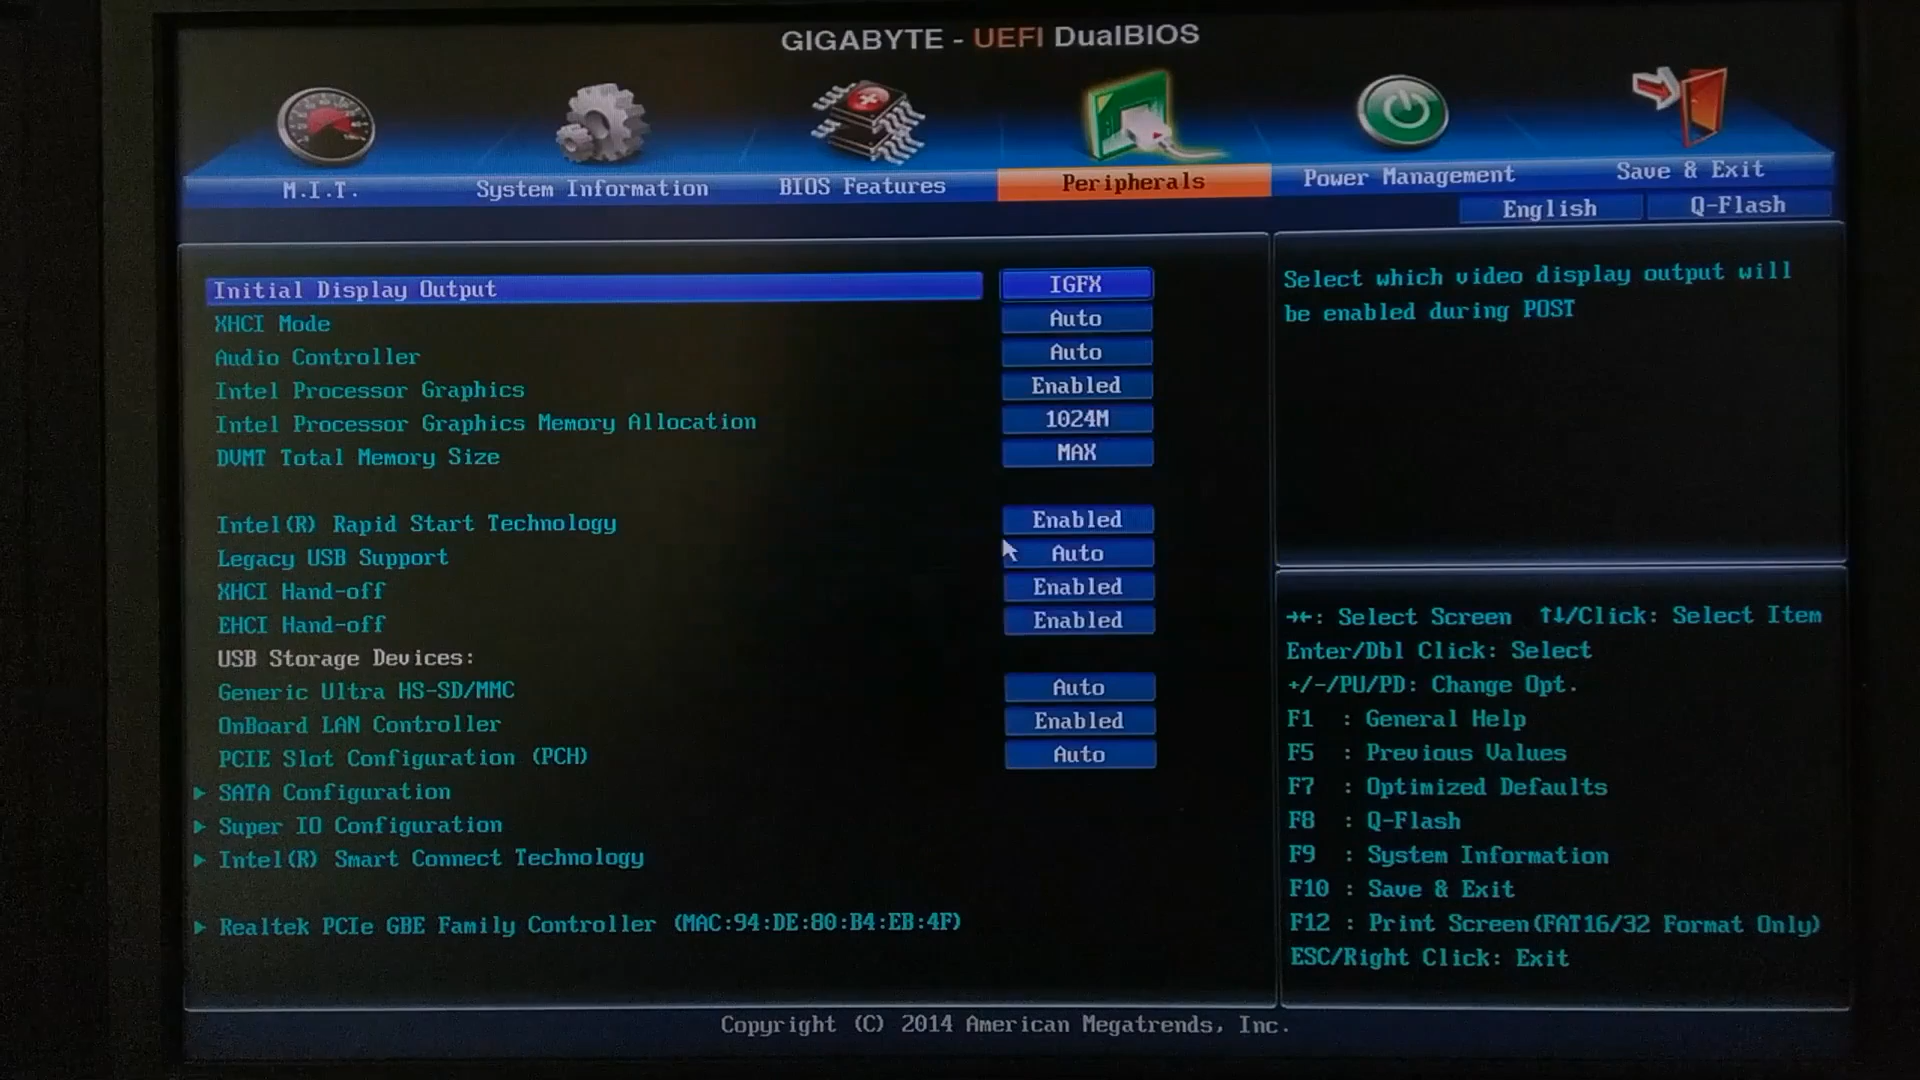 GIGABYTE - UEFI DualBIOS
M.I.T.
System Information
BIOS Features
Peripherals
Power Management
Save & Exit
English
Q-Flash
Initial Display Output IGFX
XHCI Mode Auto
Audio Controller Auto
Intel Processor Graphics Enabled
Intel Processor Graphics Memory Allocation 1024M
DVMT Total Memory Size MAX
Intel(R) Rapid Start Technology Enabled
Legacy USB Support Auto
XHCI Hand-off Enabled
EHCI Hand-off Enabled
USB Storage Devices:
Generic Ultra HS-SD/MMC Auto
OnBoard LAN Controller Enabled
PCIE Slot Configuration (PCH) Auto
SATA Configuration
Super IO Configuration
Intel(R) Smart Connect Technology
Realtek PCIe GBE Family Controller (MAC:94:DE:80:B4:EB:4F)
Select which video display output will
be enabled during POST
→←: Select Screen ↑↓/Click: Select Item
Enter/Dbl Click: Select
+/-/PU/PD: Change Opt.
F1 : General Help
F5 : Previous Values
F7 : Optimized Defaults
F8 : Q-Flash
F9 : System Information
F10 : Save & Exit
F12 : Print Screen(FAT16/32 Format Only)
ESC/Right Click: Exit
Copyright (C) 2014 American Megatrends, Inc.